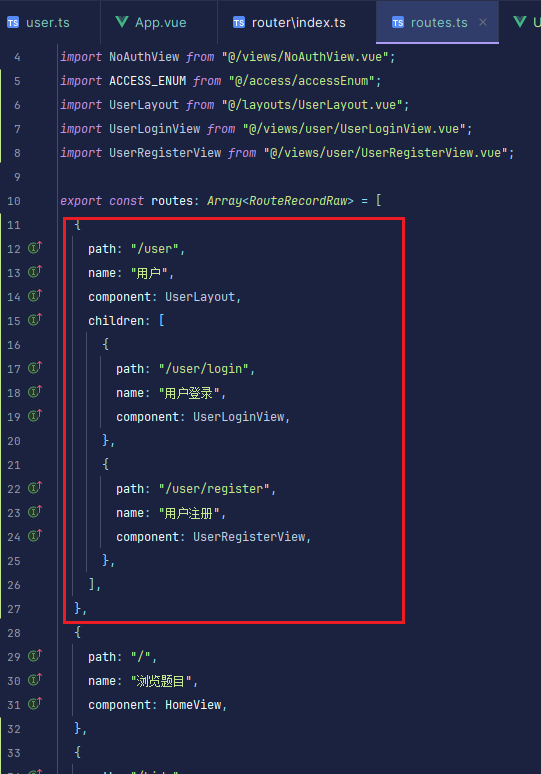 TS user.ts App.vue TS router\index.ts TS routes.ts × U
4 import NoAuthView from "@/views/NoAuthView.vue";
5 import ACCESS_ENUM from "@/access/accessEnum";
6 import UserLayout from "@/layouts/UserLayout.vue";
7 import UserLoginView from "@/views/user/UserLoginView.vue";
8 import UserRegisterView from "@/views/user/UserRegisterView.vue";
9
10 export const routes: Array<RouteRecordRaw> = [
11 {
12 path: "/user",
13 name: "用户",
14 component: UserLayout,
15 children: [
16 {
17 path: "/user/login",
18 name: "用户登录",
19 component: UserLoginView,
20 },
21 {
22 path: "/user/register",
23 name: "用户注册",
24 component: UserRegisterView,
25 },
26 ],
27 },
28 {
29 path: "/",
30 name: "浏览题目",
31 component: HomeView,
32 },
33 {